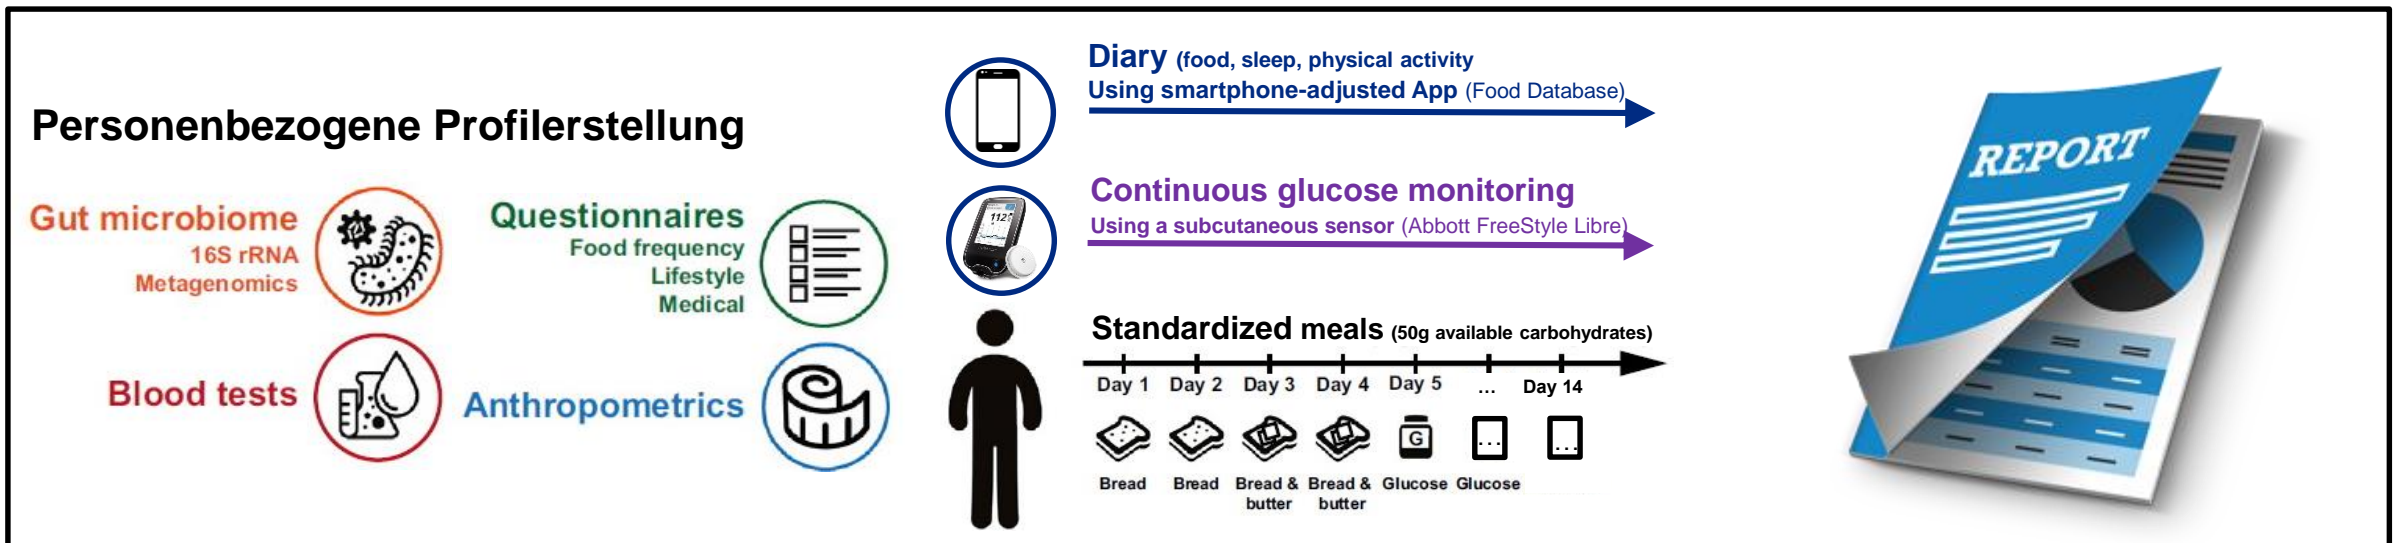 Personenbezogene Profilerstellung
Gut microbiome
16S rRNA
Metagenomics
Questionnaires
Food frequency
Lifestyle
Medical
Blood tests
Anthropometrics
Diary (food, sleep, physical activity
Using smartphone-adjusted App (Food Database)
112
Continuous glucose monitoring
Using a subcutaneous sensor (Abbott FreeStyle Libre)
Standardized meals (50g available carbohydrates)
Day 1 Day 2 Day 3 Day 4 Day 5 ... Day 14
G ... ...
Bread Bread Bread & Bread & Glucose Glucose
butter butter
REPORT